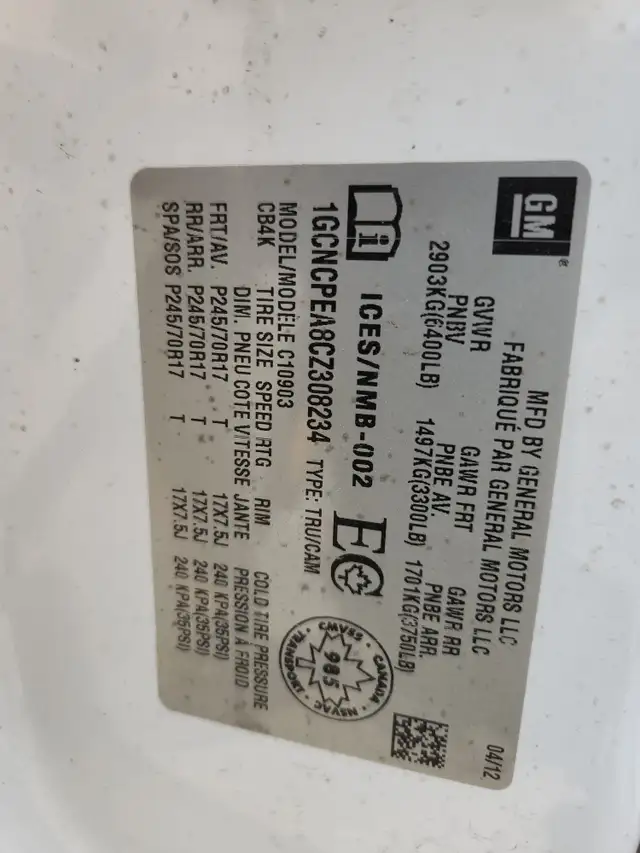 GM®
MFD BY GENERAL MOTORS LLC 04/12
FABRIQUÉ PAR GENERAL MOTORS LLC
GVWR GAWR FRT GAWR RR
PNBV PNBE AV. PNBE ARR.
2903KG(6400LB) 1497KG(3300LB) 1701KG(3750LB)
i ICES/NMB-002 EC
CMVSS · CANADA · NSVAC · TRANSPORT ·
985
1GCNCPEA8CZ308234 TYPE: TRU/CAM
MODEL/MODELE C10903
CB4K TIRE SIZE SPEED RTG RIM COLD TIRE PRESSURE
DIM. PNEU COTE VITESSE JANTE PRESSION À FROID
FRT/AV. P245/70R17 T 17X7.5J 240 KPA(35PSI)
RR/ARR. P245/70R17 T 17X7.5J 240 KPA(35PSI)
SPA/SOS P245/70R17 T 17X7.5J 240 KPA(35PSI)